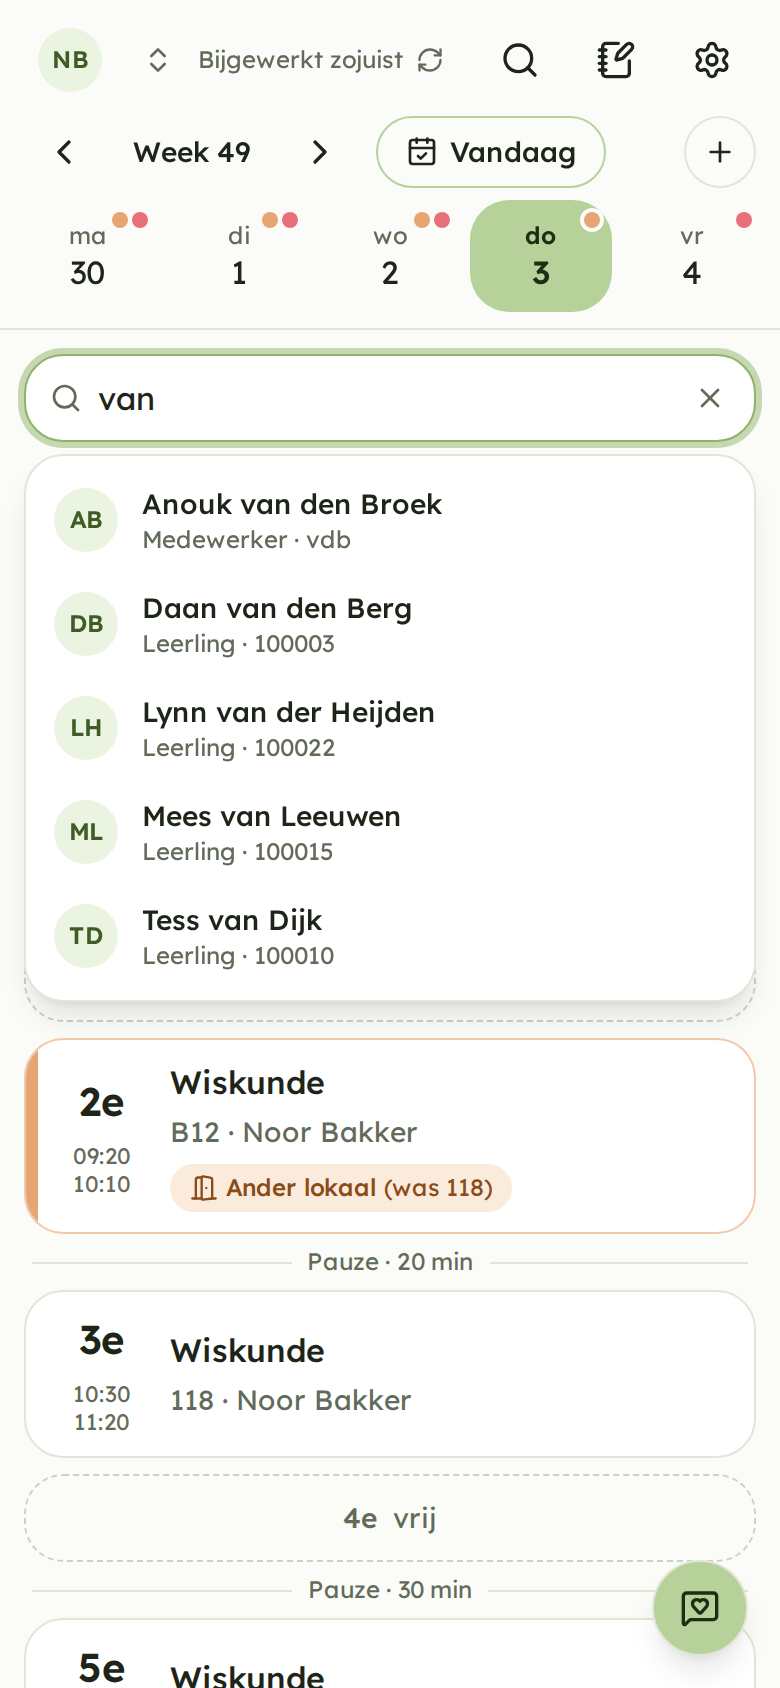 NB
Bijgewerkt zojuist
Week 49
Vandaag
ma
30
di
1
wo
2
do
3
vr
4
van
AB
Anouk van den Broek
Medewerker · vdb
DB
Daan van den Berg
Leerling · 100003
LH
Lynn van der Heijden
Leerling · 100022
ML
Mees van Leeuwen
Leerling · 100015
TD
Tess van Dijk
Leerling · 100010
2e
09:20
10:10
Wiskunde
B12 · Noor Bakker
Ander lokaal (was 118)
Pauze · 20 min
3e
10:30
11:20
Wiskunde
118 · Noor Bakker
4e vrij
Pauze · 30 min
5e
Wiskunde